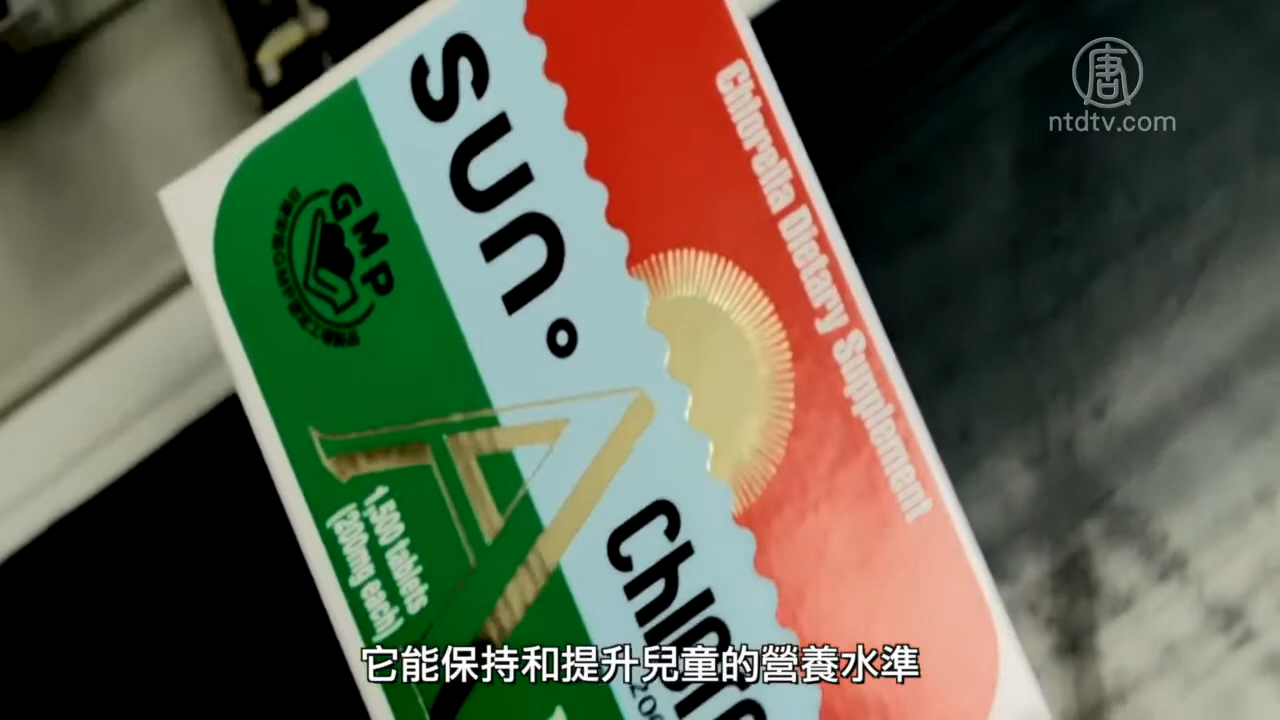 唐
ntdtv.com
Chlorella Dietary Supplement
sun
A
GMP
1,500 tablets
(200mg each)
它能保持和提升兒童的營養水準